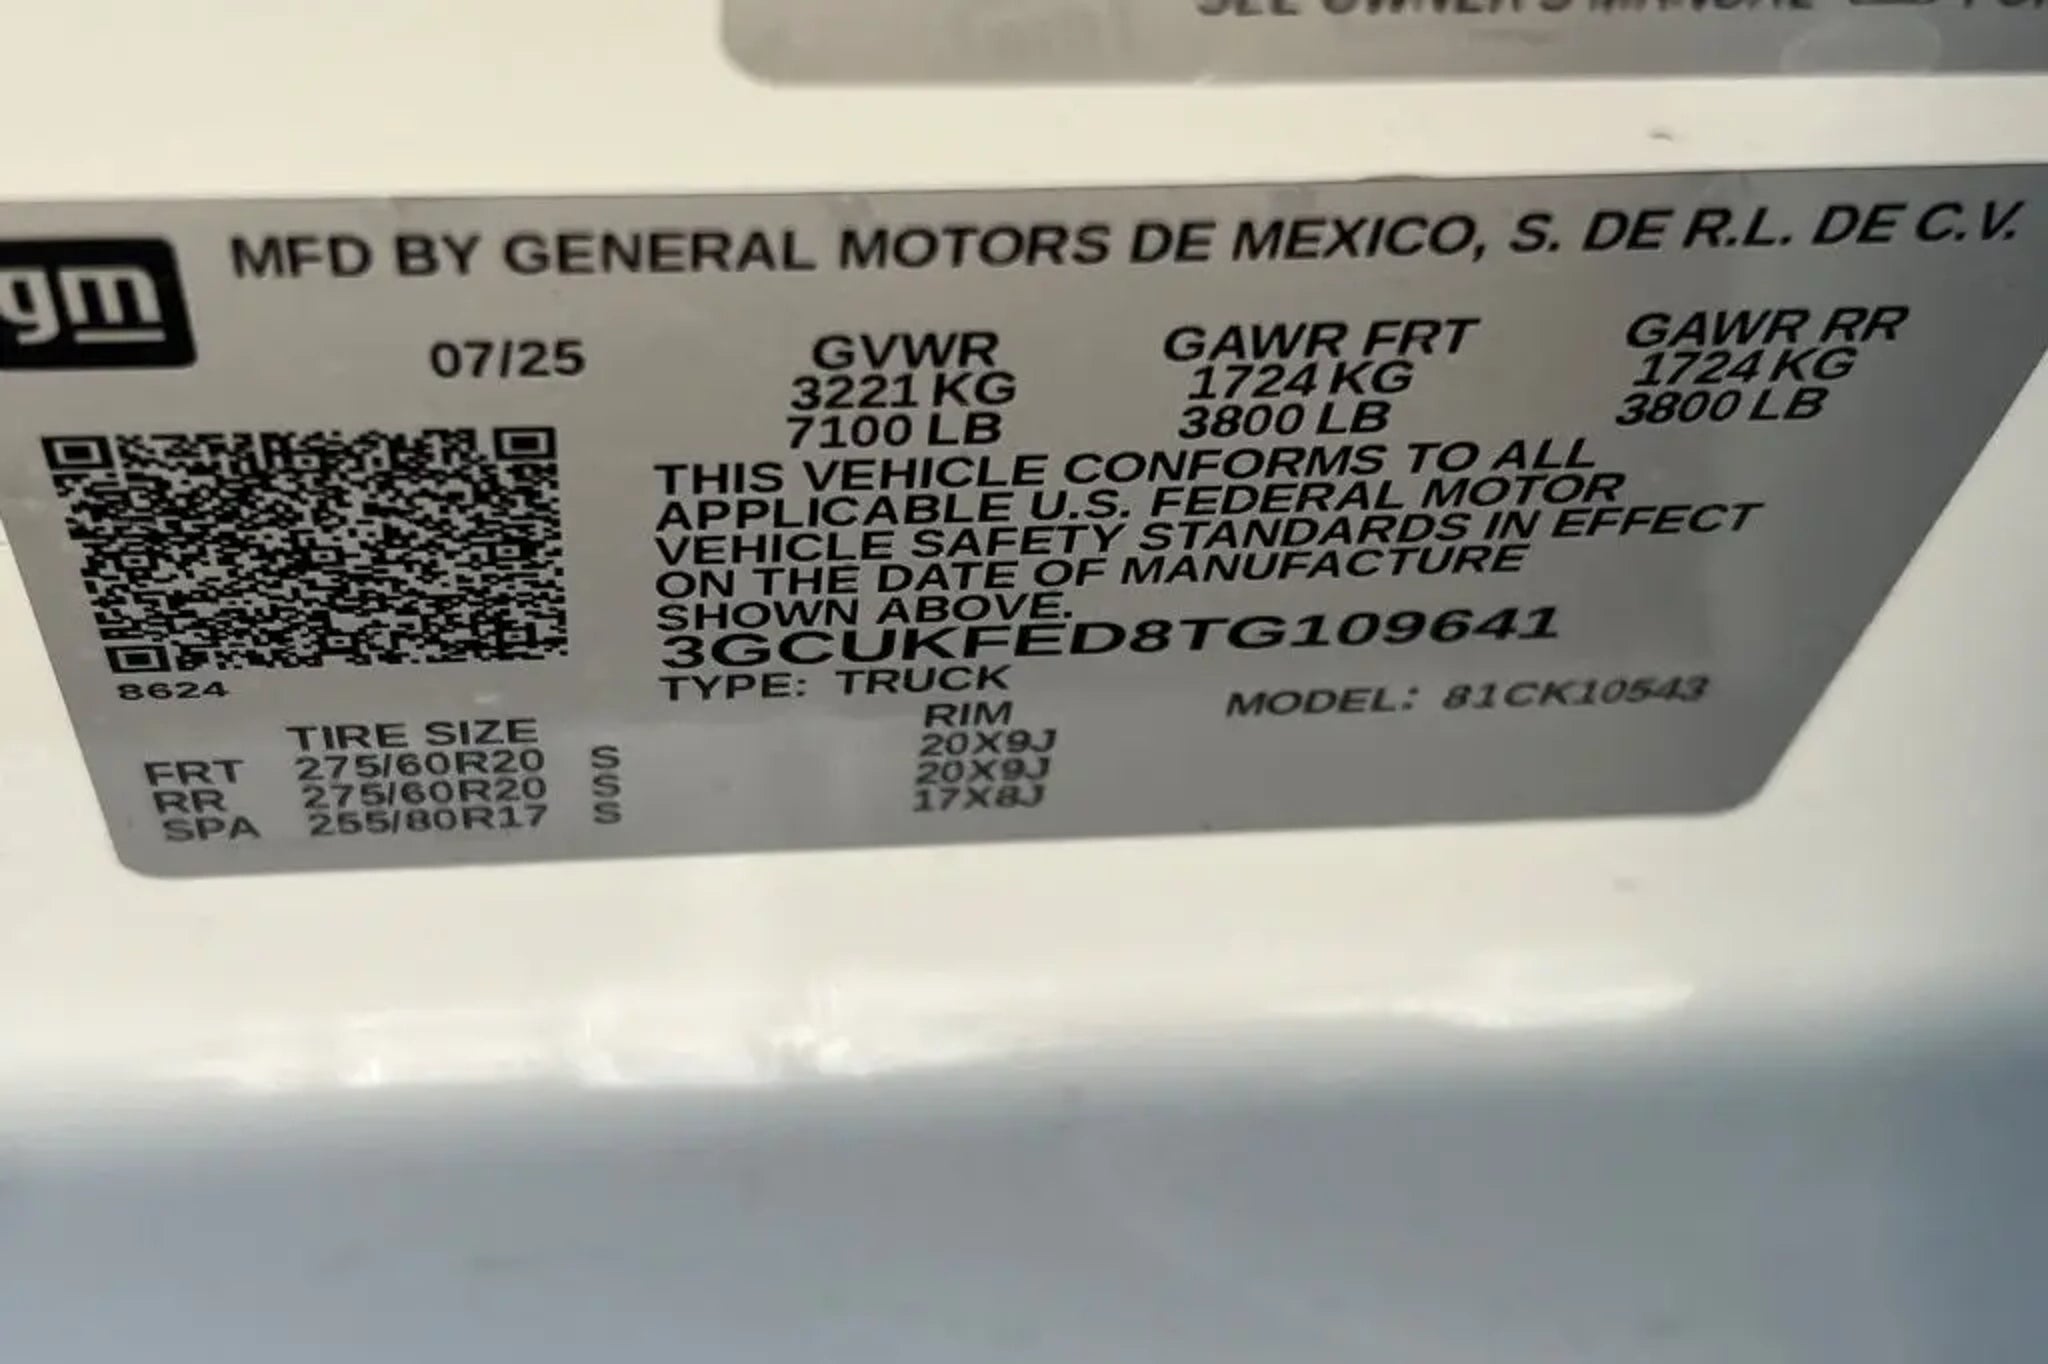 SEE OWNER'S MANUAL
gm
MFD BY GENERAL MOTORS DE MEXICO, S. DE R.L. DE C.V.
07/25 GVWR GAWR FRT GAWR RR
3221 KG 1724 KG 1724 KG
7100 LB 3800 LB 3800 LB
THIS VEHICLE CONFORMS TO ALL
APPLICABLE U.S. FEDERAL MOTOR
VEHICLE SAFETY STANDARDS IN EFFECT
ON THE DATE OF MANUFACTURE
SHOWN ABOVE.
3GCUKFED8TG109641
8624
TYPE: TRUCK MODEL: 81CK10543
TIRE SIZE RIM
FRT 275/60R20 S 20X9J
RR 275/60R20 S 20X9J
SPA 255/80R17 S 17X8J